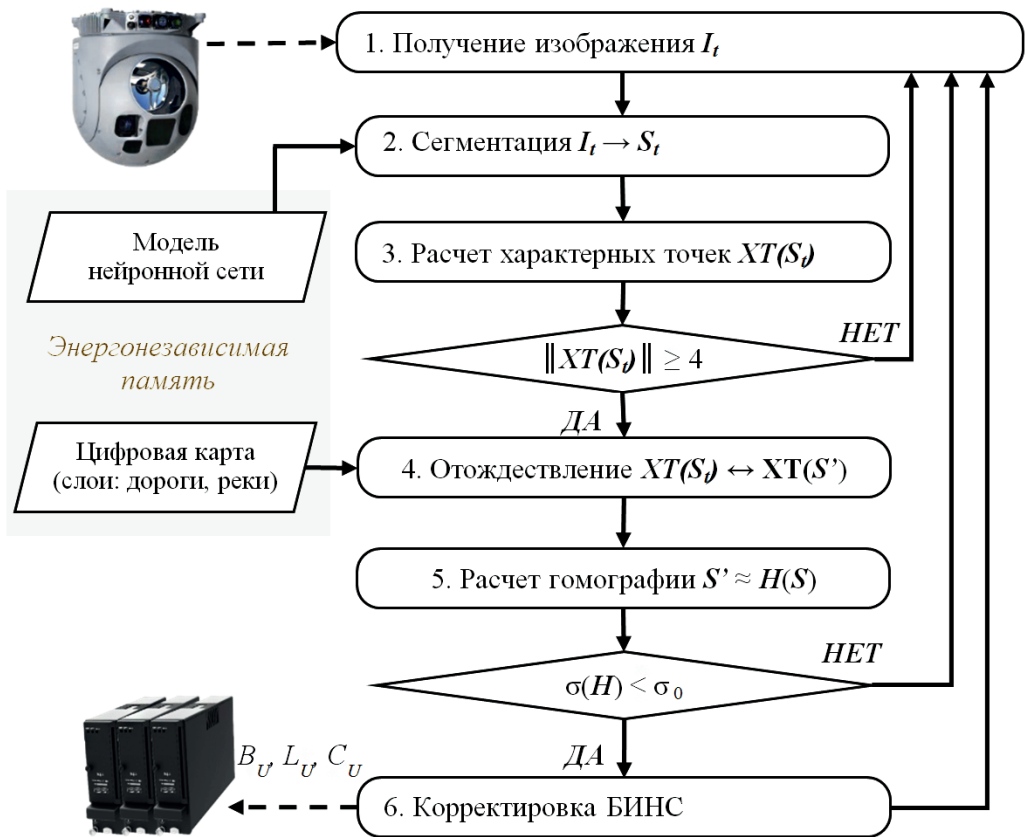 1. Получение изображения I_t
2. Сегментация I_t → S_t
Модель
нейронной сети
3. Расчет характерных точек XT(S_t)
Энергонезависимая
память
‖XT(S_t)‖ ≥ 4
НЕТ
ДА
Цифровая карта
(слои: дороги, реки)
4. Отождествление XT(S_t) ↔ XT(S’)
5. Расчет гомографии S’ ≈ H(S)
σ(H) < σ_0
НЕТ
ДА
B_U, L_U, C_U
6. Корректировка БИНС